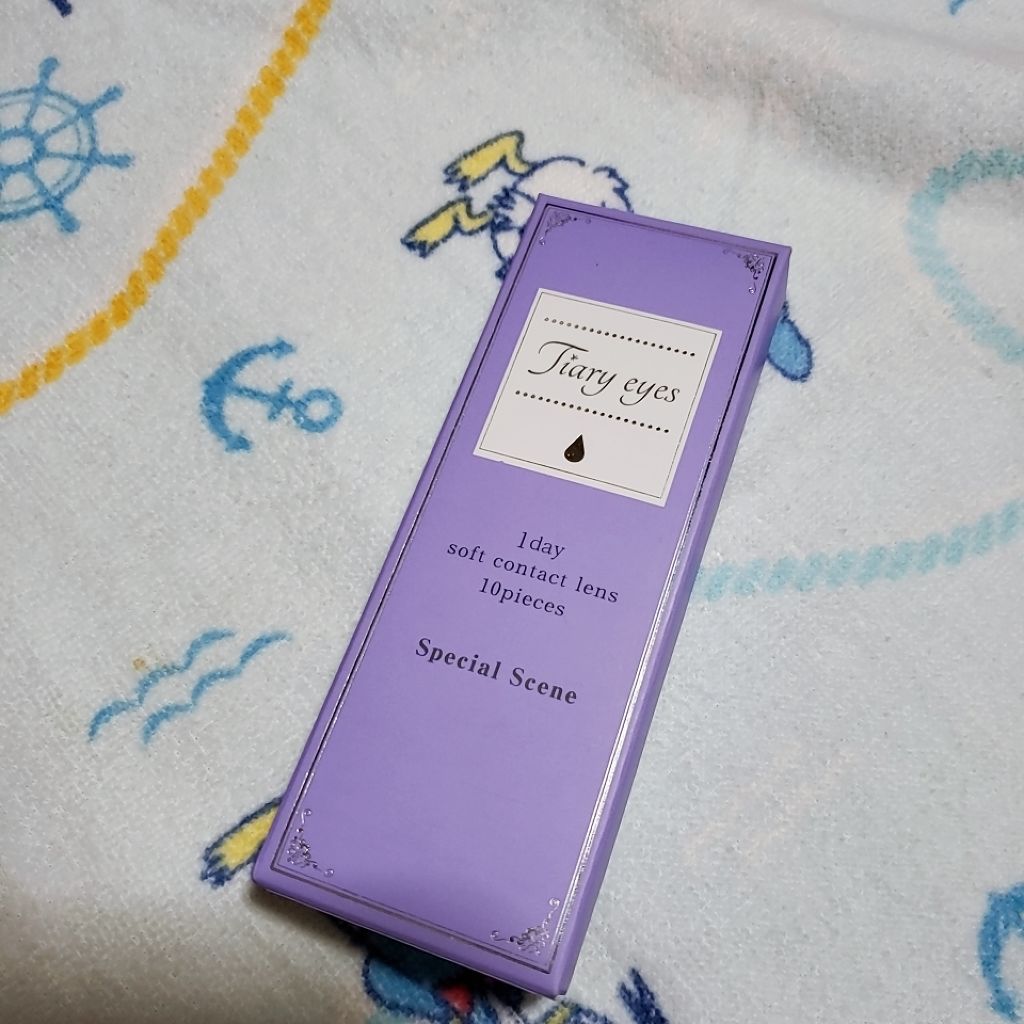 Tiary eyes
1day
soft contact lens
10pieces
Special Scene